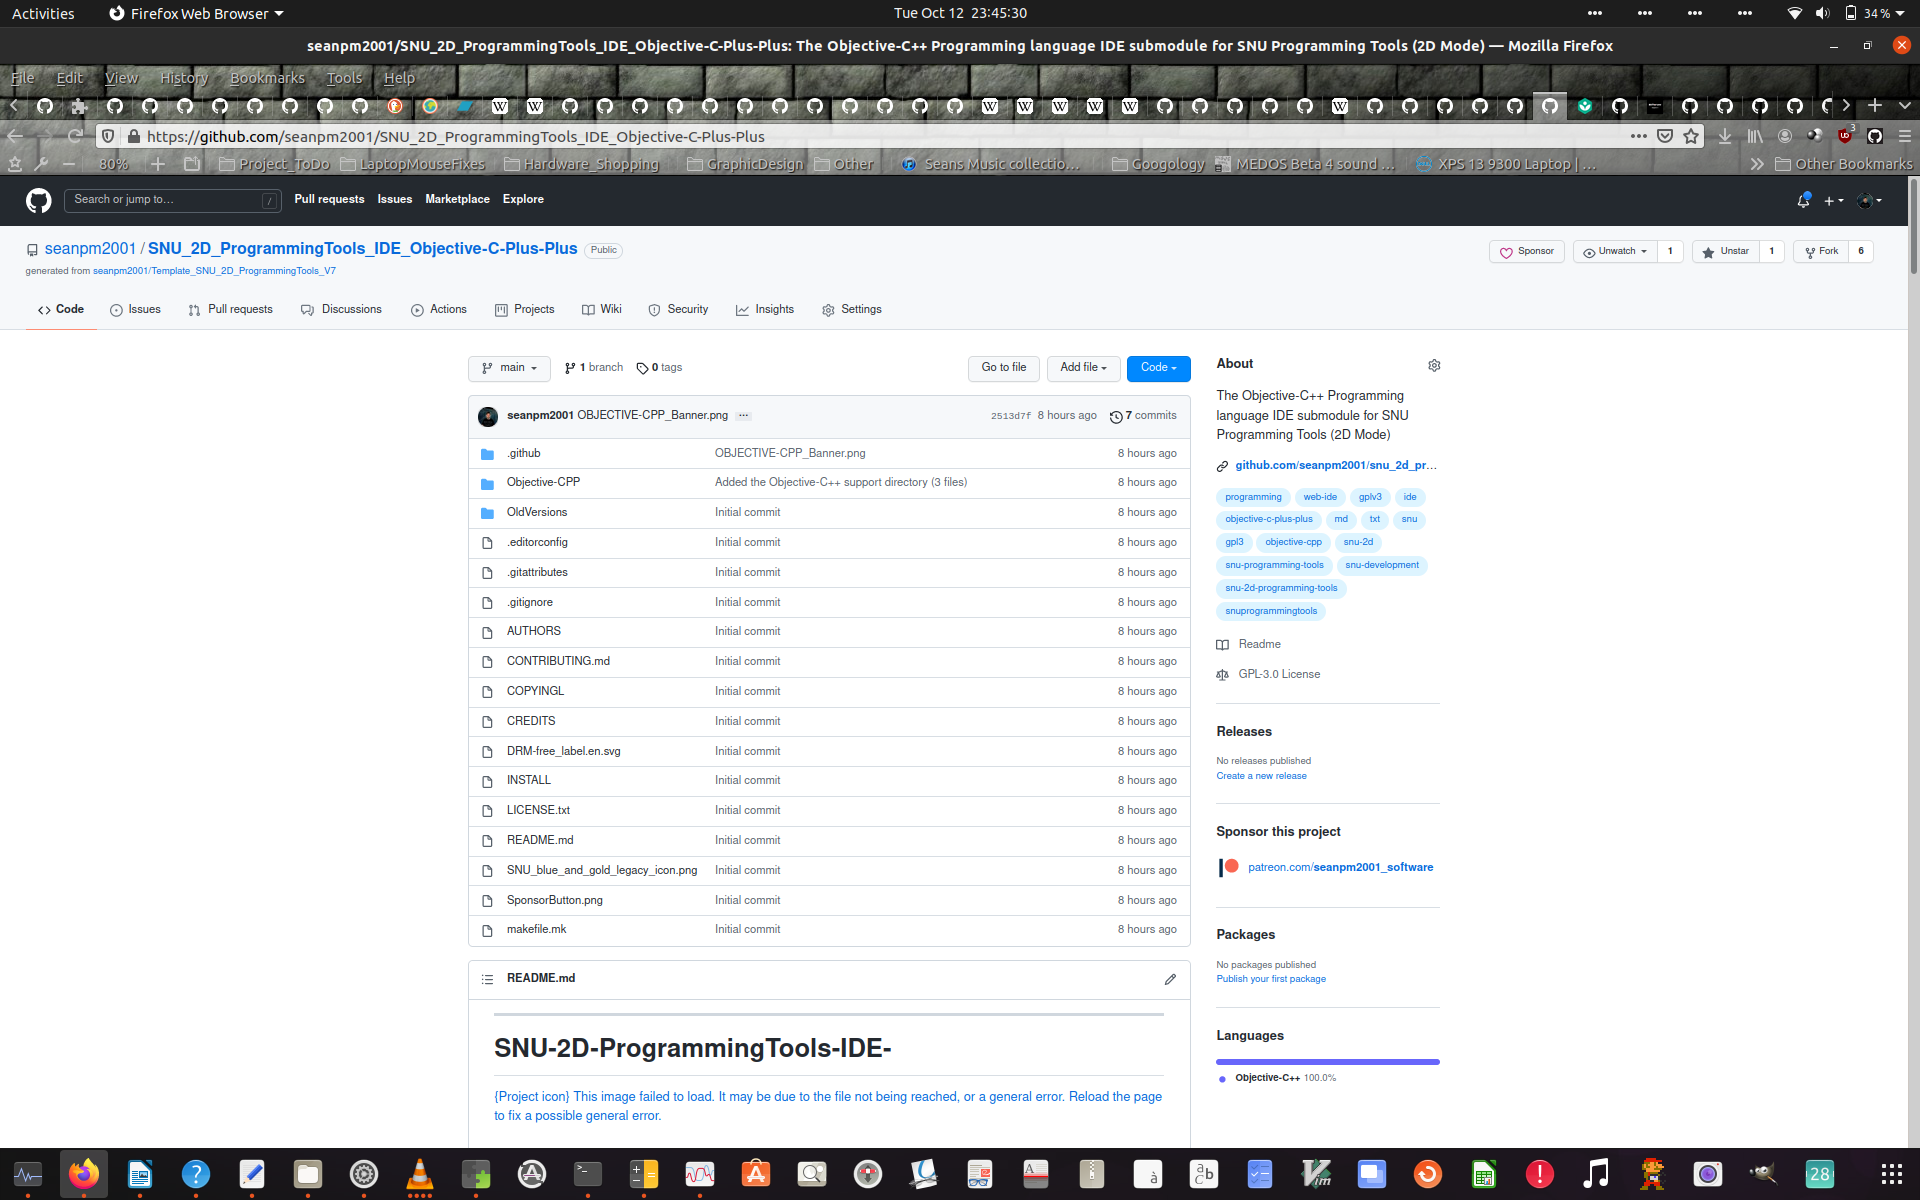 Activities
Firefox Web Browser
Tue Oct 12 23:45:30
34 %
seanpm2001/SNU_2D_ProgrammingTools_IDE_Objective-C-Plus-Plus: The Objective-C++ Programming language IDE submodule for SNU Programming Tools (2D Mode) — Mozilla Firefox
File Edit View History Bookmarks Tools Help
https://github.com/seanpm2001/SNU_2D_ProgrammingTools_IDE_Objective-C-Plus-Plus
3
80%
Project_ToDo
LaptopMouseFixes
Hardware_Shopping
GraphicDesign
Other
Seans Music collectio…
Googology
MEDOS Beta 4 sound …
XPS 13 9300 Laptop | …
Other Bookmarks
Search or jump to…
/
Pull requests Issues Marketplace Explore
seanpm2001 / SNU_2D_ProgrammingTools_IDE_Objective-C-Plus-Plus Public
Sponsor
Unwatch 1
Unstar 1
Fork 6
generated from seanpm2001/Template_SNU_2D_ProgrammingTools_V7
Code Issues Pull requests Discussions Actions Projects Wiki Security Insights Settings
main
1 branch
0 tags
Go to file
Add file
Code
seanpm2001 OBJECTIVE-CPP_Banner.png ...
2513d7f 8 hours ago 7 commits
.github OBJECTIVE-CPP_Banner.png 8 hours ago
Objective-CPP Added the Objective-C++ support directory (3 files) 8 hours ago
OldVersions Initial commit 8 hours ago
.editorconfig Initial commit 8 hours ago
.gitattributes Initial commit 8 hours ago
.gitignore Initial commit 8 hours ago
AUTHORS Initial commit 8 hours ago
CONTRIBUTING.md Initial commit 8 hours ago
COPYINGL Initial commit 8 hours ago
CREDITS Initial commit 8 hours ago
DRM-free_label.en.svg Initial commit 8 hours ago
INSTALL Initial commit 8 hours ago
LICENSE.txt Initial commit 8 hours ago
README.md Initial commit 8 hours ago
SNU_blue_and_gold_legacy_icon.png Initial commit 8 hours ago
SponsorButton.png Initial commit 8 hours ago
makefile.mk Initial commit 8 hours ago
README.md
SNU-2D-ProgrammingTools-IDE-
{Project icon} This image failed to load. It may be due to the file not being reached, or a general error. Reload the page
to fix a possible general error.
About
The Objective-C++ Programming
language IDE submodule for SNU
Programming Tools (2D Mode)
github.com/seanpm2001/snu_2d_pr…
programming web-ide gplv3 ide
objective-c-plus-plus md txt snu
gpl3 objective-cpp snu-2d
snu-programming-tools snu-development
snu-2d-programming-tools
snuprogrammingtools
Readme
GPL-3.0 License
Releases
No releases published
Create a new release
Sponsor this project
patreon.com/seanpm2001_software
Packages
No packages published
Publish your first package
Languages
Objective-C++ 100.0%
28